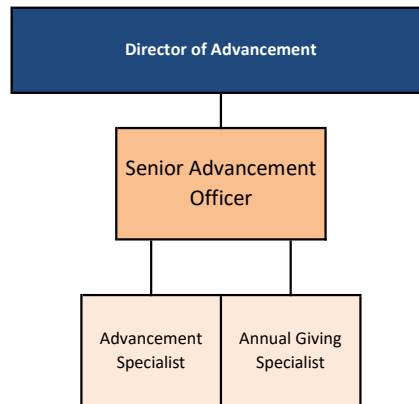 Director of Advancement
Senior Advancement
Officer
Advancement
Specialist
Annual Giving
Specialist